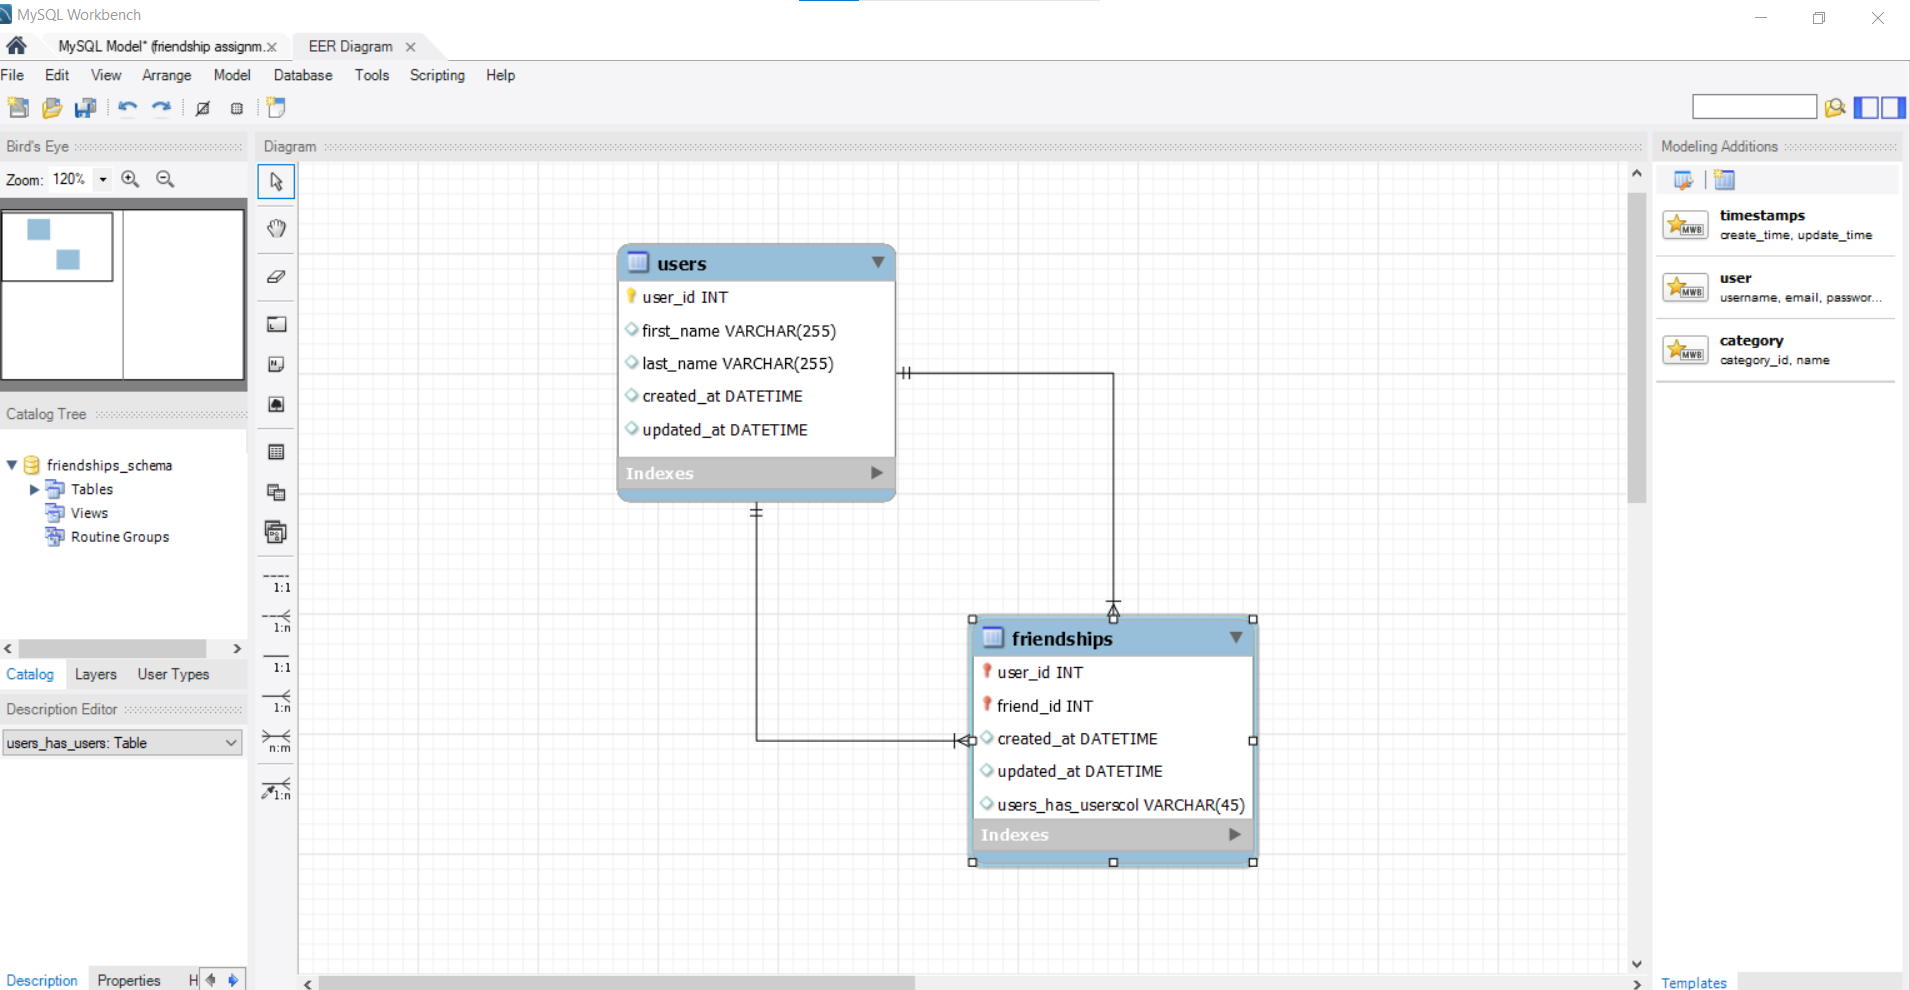 MySQL Workbench
MySQL Model* (friendship assignm.
EER Diagram
File Edit View Arrange Model Database Tools Scripting Help
Bird's Eye
Diagram
Modeling Additions
Zoom: 120%
timestamps
create_time, update_time
user
username, email, passwor...
category
category_id, name
users
user_id INT
first_name VARCHAR(255)
last_name VARCHAR(255)
created_at DATETIME
updated_at DATETIME
Indexes
Catalog Tree
friendships_schema
Tables
Views
Routine Groups
1:1
1:n
1:1
1:n
n:m
1:n
Catalog Layers User Types
Description Editor
users_has_users: Table
friendships
user_id INT
friend_id INT
created_at DATETIME
updated_at DATETIME
users_has_userscol VARCHAR(45)
Indexes
Description Properties H
Templates
MWB
MWB
MWB
N